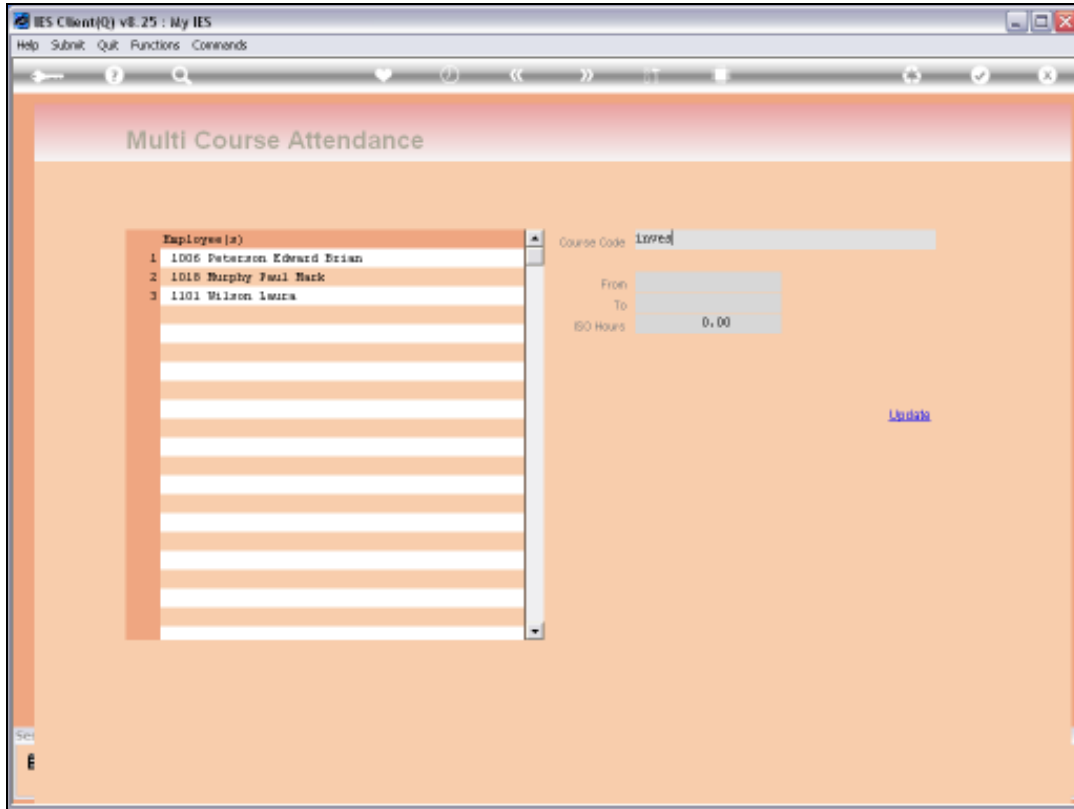 IES Client(Q) v8.25 : My IES
Help Submit Quit Functions Commands
Multi Course Attendance
Employee(s)
1 1006 Peterson Edward Brian
2 1018 Murphy Paul Mark
3 1101 Wilson Laura
Course Code inves
From
To
ISO Hours 0.00
Update